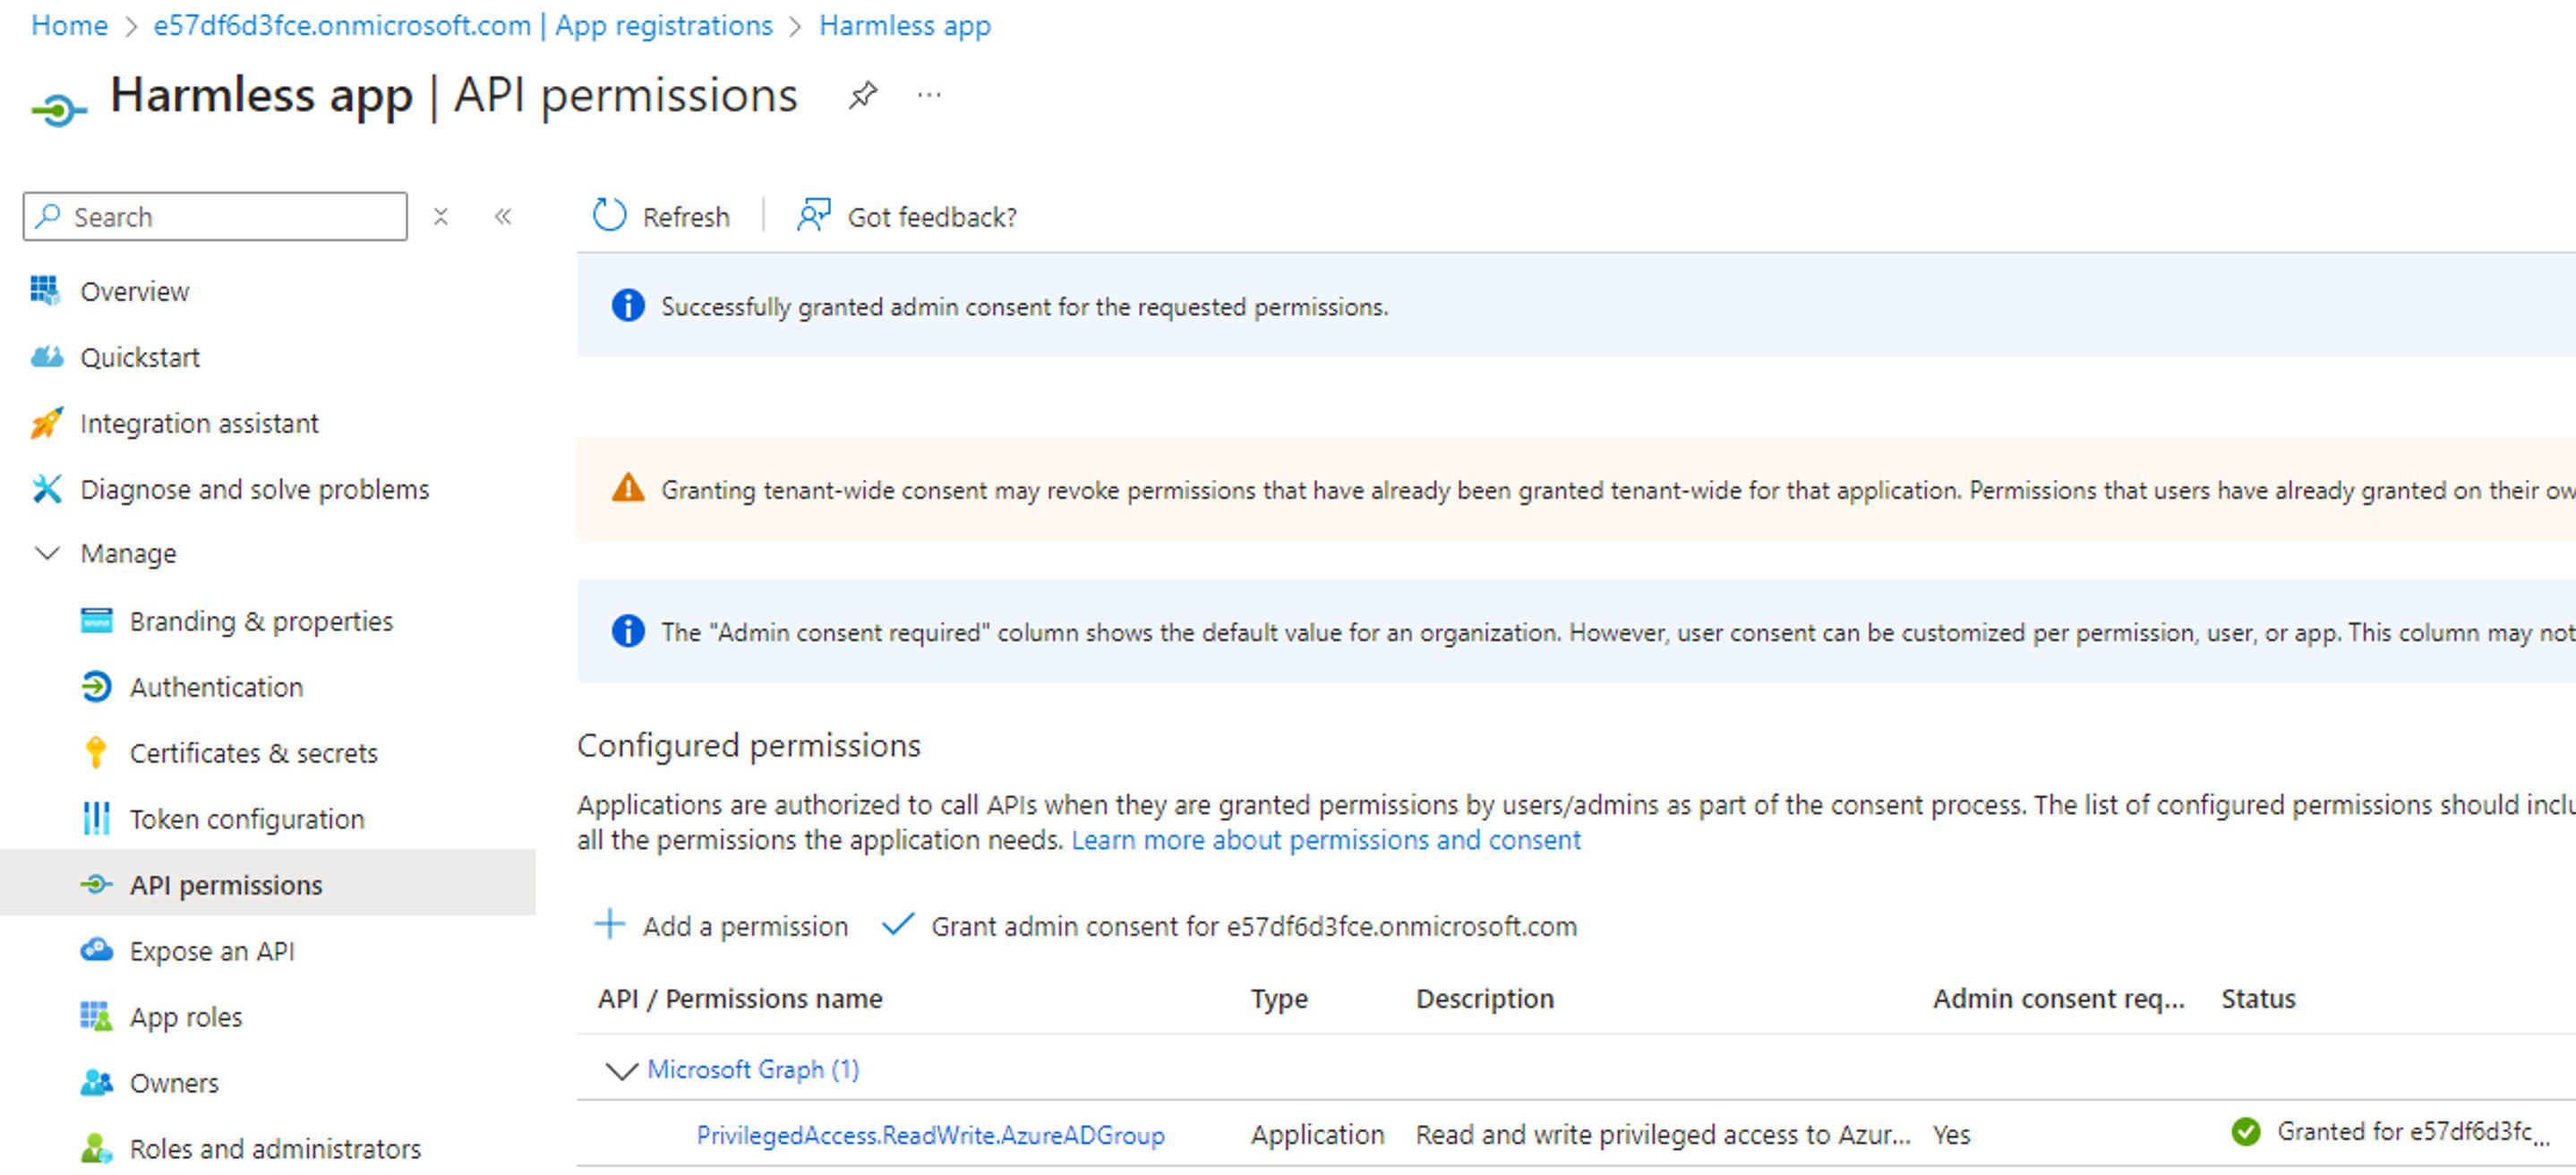 Home > e57df6d3fce.onmicrosoft.com | App registrations > Harmless app
Harmless app | API permissions
Search
Refresh
Got feedback?
Overview
Quickstart
Integration assistant
Diagnose and solve problems
Manage
Branding & properties
Authentication
Certificates & secrets
Token configuration
API permissions
Expose an API
App roles
Owners
Roles and administrators
Successfully granted admin consent for the requested permissions.
Granting tenant-wide consent may revoke permissions that have already been granted tenant-wide for that application. Permissions that users have already granted on their ow
The "Admin consent required" column shows the default value for an organization. However, user consent can be customized per permission, user, or app. This column may not
Configured permissions
Applications are authorized to call APIs when they are granted permissions by users/admins as part of the consent process. The list of configured permissions should inclu
all the permissions the application needs. Learn more about permissions and consent
Add a permission
Grant admin consent for e57df6d3fce.onmicrosoft.com
API / Permissions name Type Description Admin consent req... Status
Microsoft Graph (1)
PrivilegedAccess.ReadWrite.AzureADGroup Application Read and write privileged access to Azur... Yes Granted for e57df6d3fc...